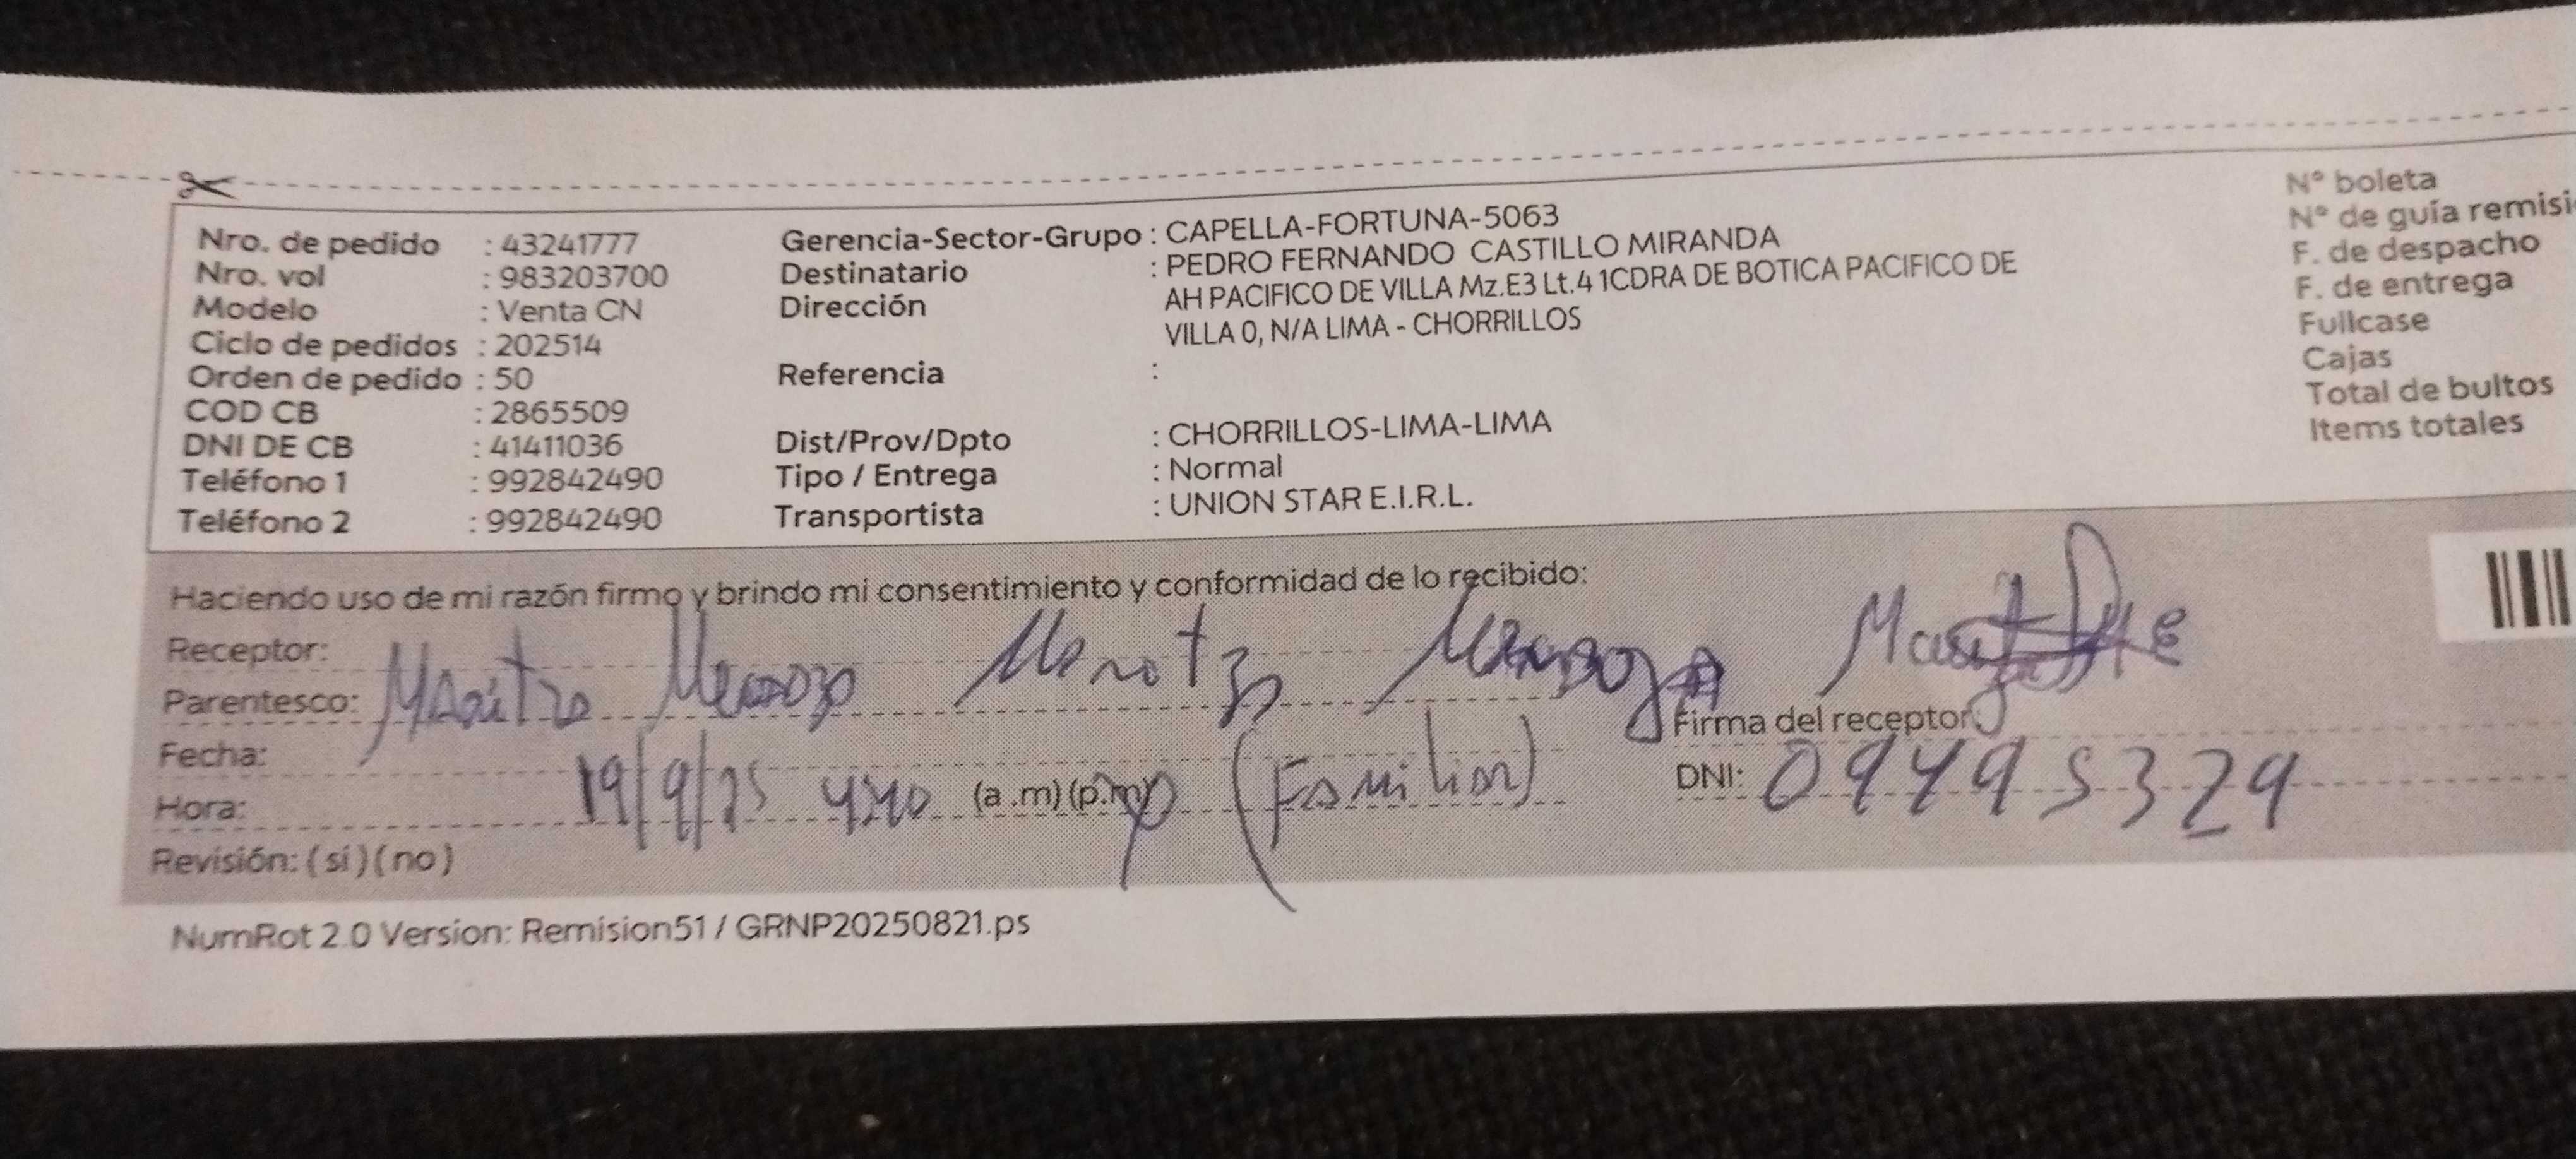 Nro. de pedido : 43241777
Nro. vol : 983203700
Modelo : Venta CN
Ciclo de pedidos : 202514
Orden de pedido : 50
COD CB : 2865509
DNI DE CB : 41411036
Teléfono 1 : 992842490
Teléfono 2 : 992842490
Gerencia-Sector-Grupo : CAPELLA-FORTUNA-5063
Destinatario : PEDRO FERNANDO CASTILLO MIRANDA
Dirección AH PACIFICO DE VILLA Mz.E3 Lt.4 1CDRA DE BOTICA PACIFICO DE
VILLA 0, N/A LIMA - CHORRILLOS
Referencia :
Dist/Prov/Dpto : CHORRILLOS-LIMA-LIMA
Tipo / Entrega : Normal
Transportista : UNION STAR E.I.R.L.
N° boleta
N° de guía
F. de despacho
F. de entrega
Fullcase
Cajas
Total de bultos
Items totales
Haciendo uso de mi razón firmo y brindo mi consentimiento y conformidad de lo recibido:
Receptor:
Parentesco:
Firma del receptor
Fecha: 19/9/25
Hora: (a.m) (p.m) (Familiar)
DNI: 09495329
Revisión: (si) (no)
NumRot 2.0 Version: Remision51 / GRNP20250821.ps